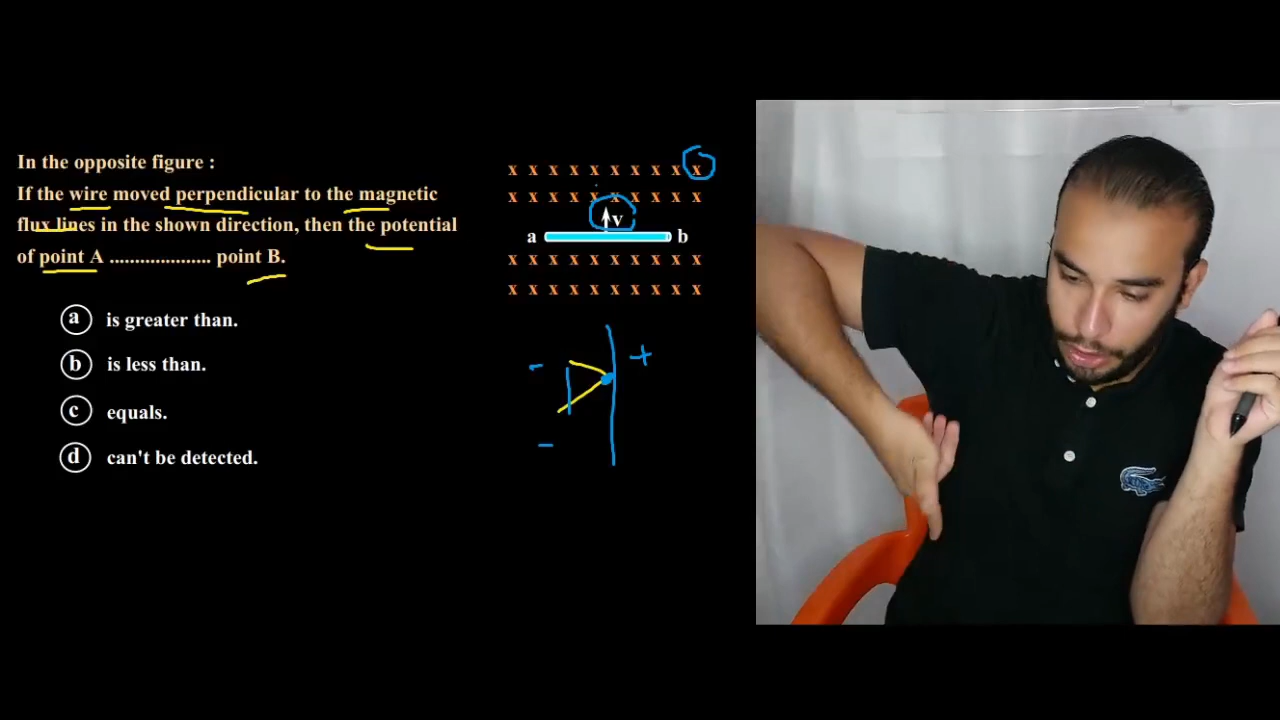 In the opposite figure :
If the wire moved perpendicular to the magnetic
flux lines in the shown direction, then the potential
of point A .................... point B.
a is greater than.
b is less than.
c equals.
d can't be detected.
x x x x x x x x x x
x x x x x x x x x x
v
a b
x x x x x x x x x x
x x x x x x x x x x
- +
-